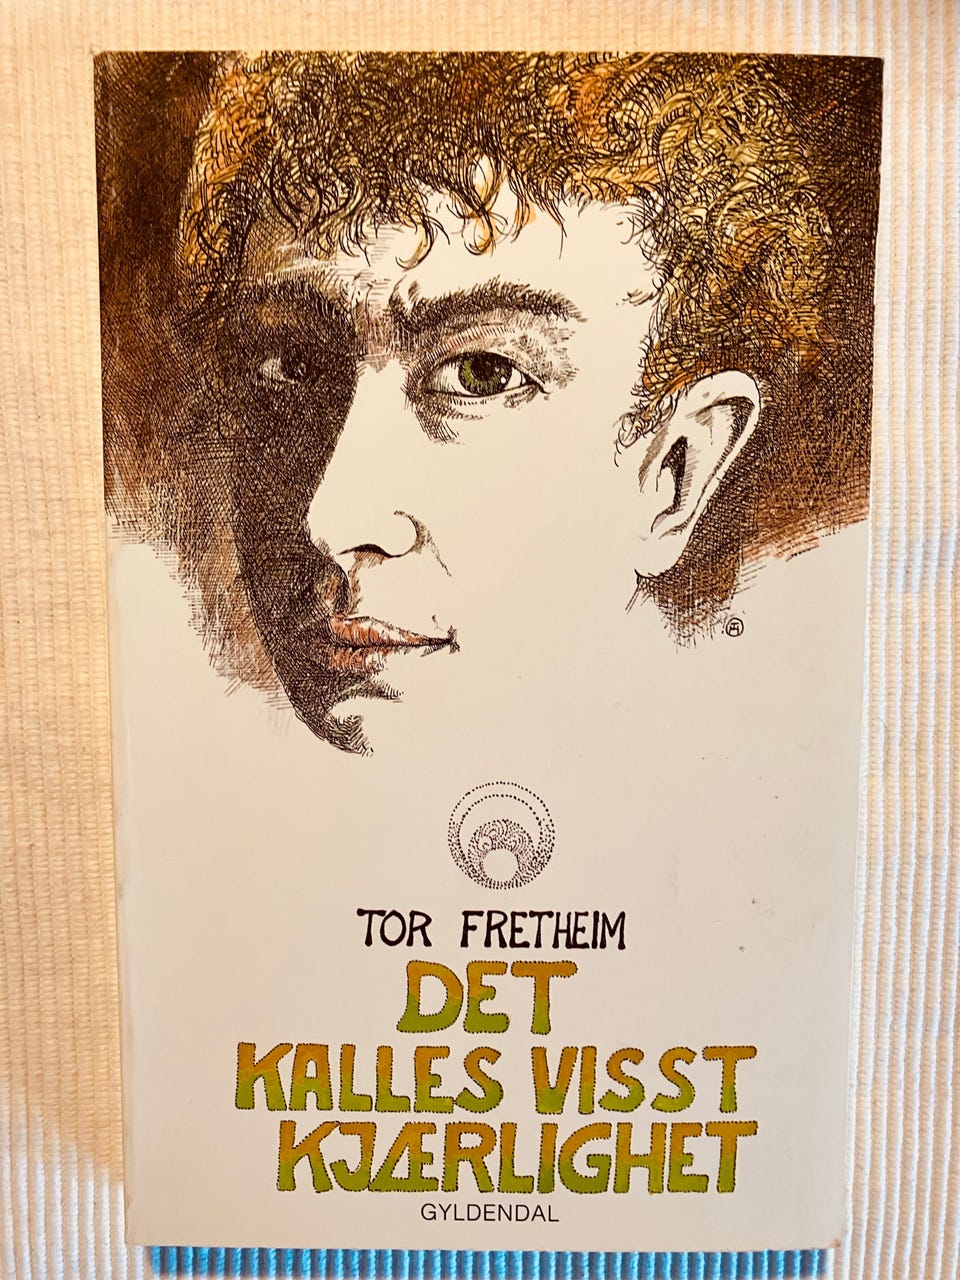 TOR FRETHEIM
DET
KALLES VISST
KJÆRLIGHET
GYLDENDAL